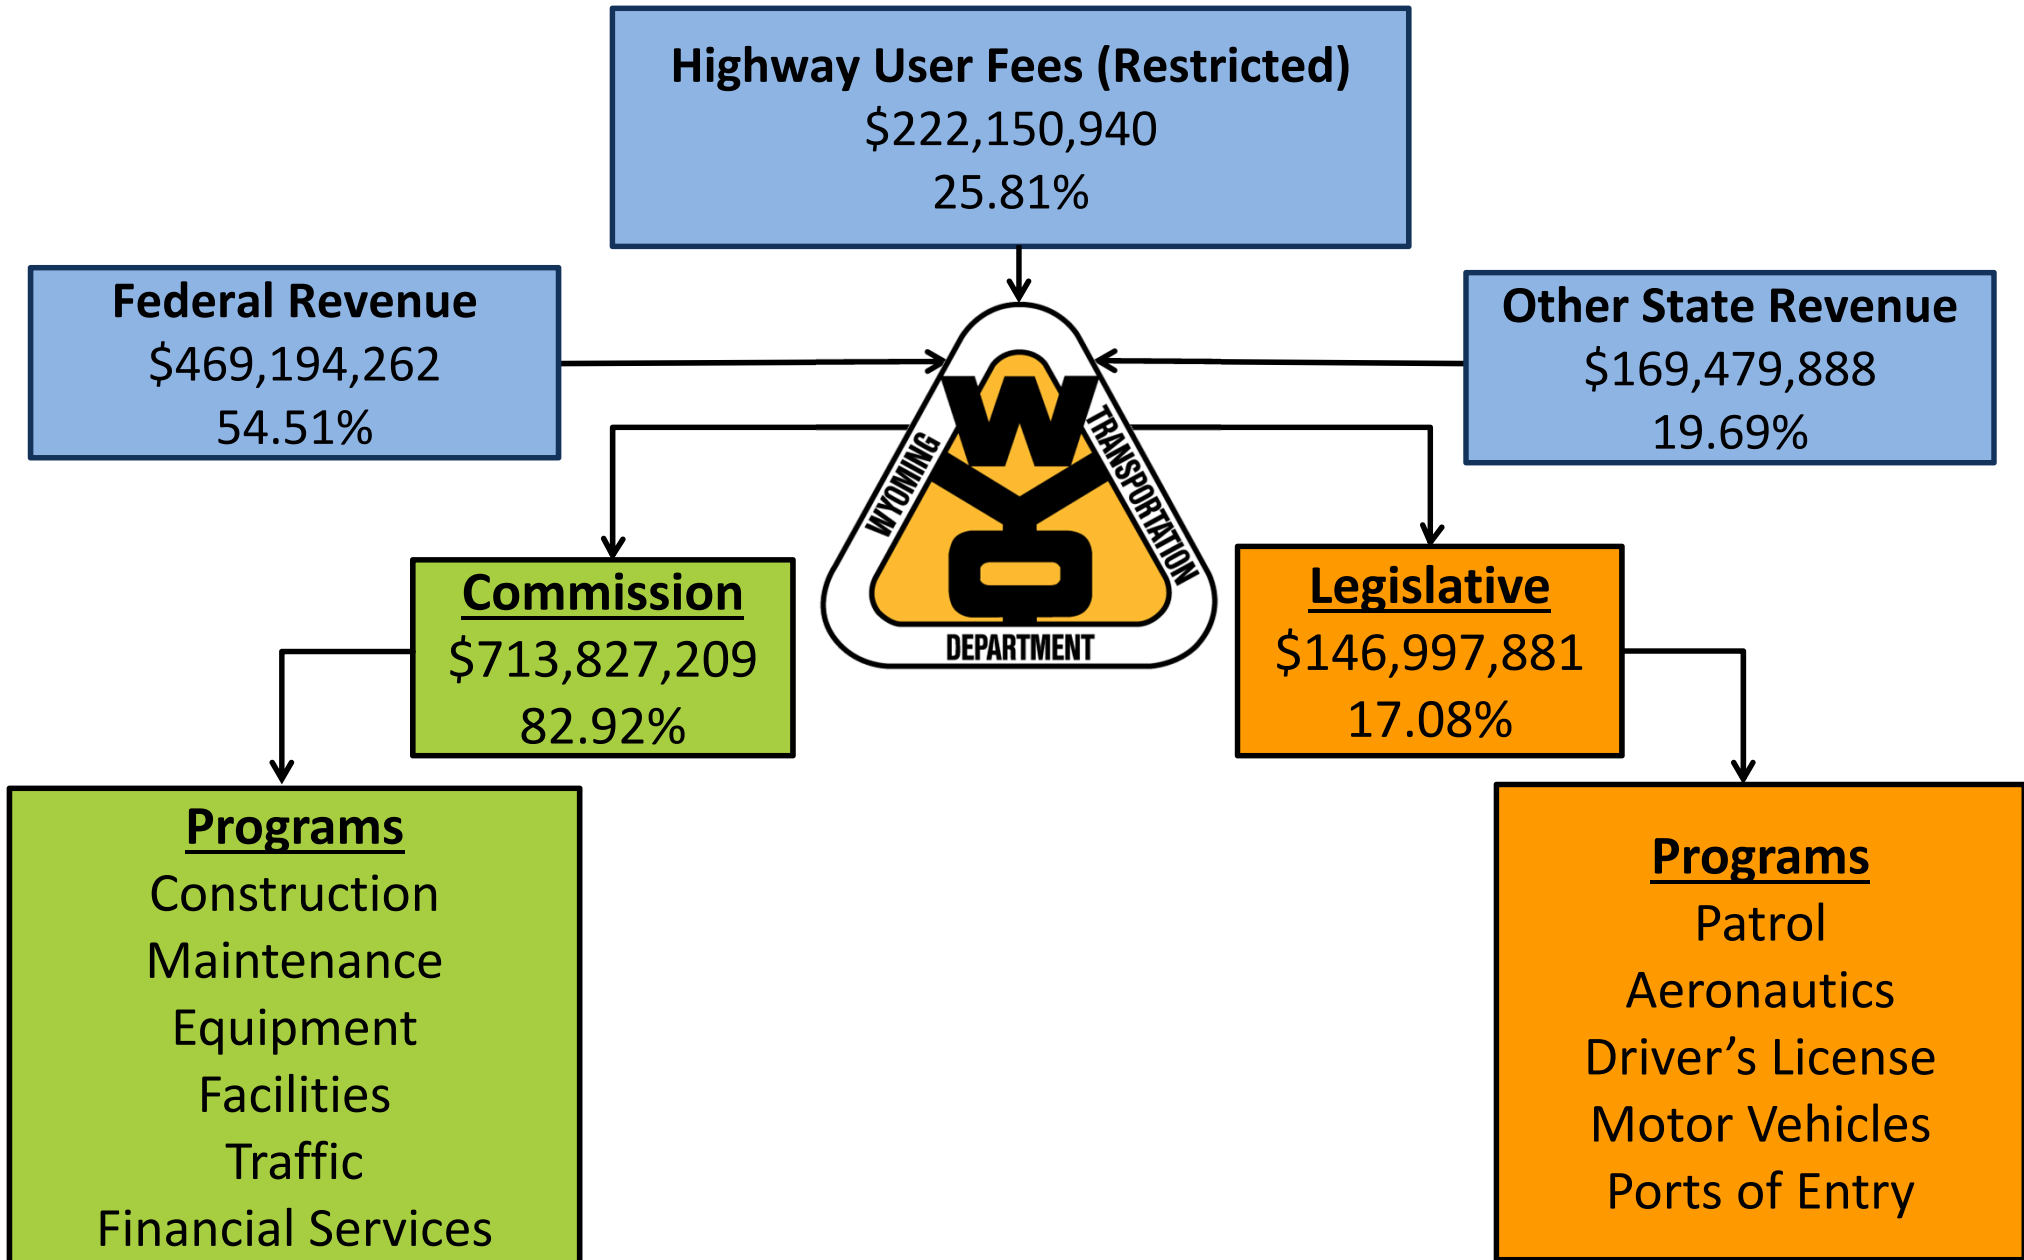 Highway User Fees (Restricted)
$222,150,940
25.81%
Federal Revenue
$469,194,262
54.51%
Other State Revenue
$169,479,888
19.69%
WYO
WYOMING
TRANSPORTATION
DEPARTMENT
Commission
$713,827,209
82.92%
Legislative
$146,997,881
17.08%
Programs
Construction
Maintenance
Equipment
Facilities
Traffic
Financial Services
Programs
Patrol
Aeronautics
Driver’s License
Motor Vehicles
Ports of Entry